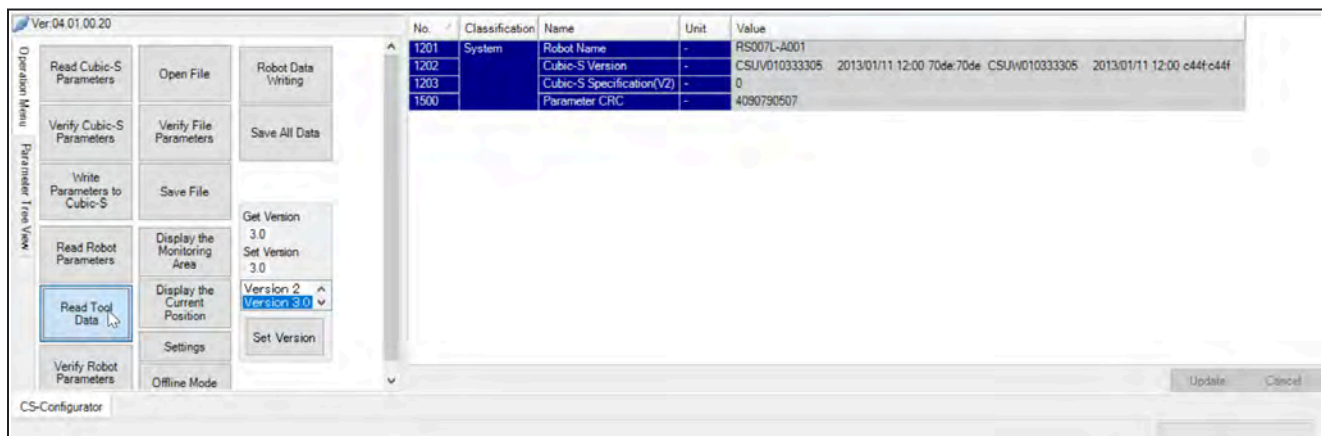 Ver:04.01.00.20
Operation Menu
Parameter Tree View
Read Cubic-S
Parameters
Open File
Robot Data
Writing
Verify Cubic-S
Parameters
Verify File
Parameters
Save All Data
Write
Parameters to
Cubic-S
Save File
Get Version
3.0
Set Version
3.0
Read Robot
Parameters
Display the
Monitoring
Area
Version 2
Version 3.0
Read Tool
Data
Display the
Current
Position
Set Version
Settings
Verify Robot
Parameters
Offline Mode
CS-Configurator
No. Classification Name Unit Value
1201 System Robot Name - RS007L-A001
1202 Cubic-S Version - CSUV010333305 2013/01/11 12:00 70de:70de CSUW010333305 2013/01/11 12:00 c44f:c44f
1203 Cubic-S Specification(V2) - 0
1500 Parameter CRC - 4090790507
Update Cancel